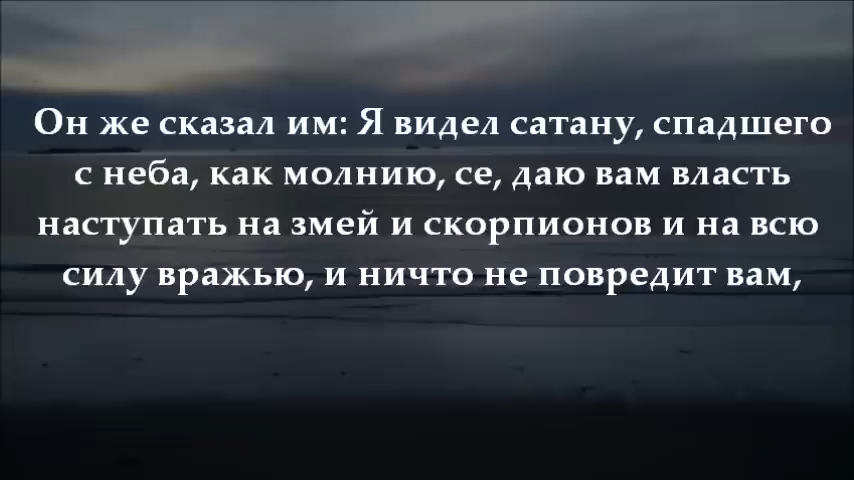 Он же сказал им: Я видел сатану, спадшего
с неба, как молнию, се, даю вам власть
наступать на змей и скорпионов и на всю
силу вражью, и ничто не повредит вам,